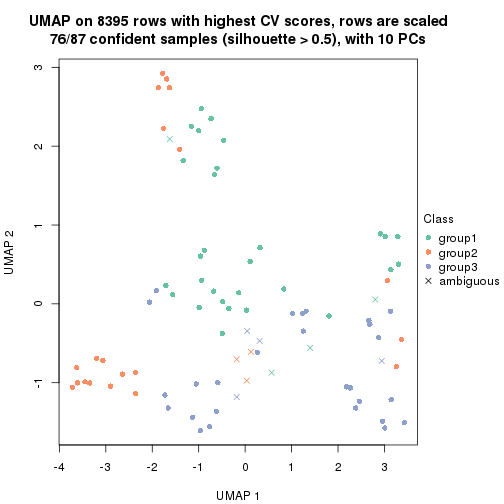 UMAP on 8395 rows with highest CV scores, rows are scaled
76/87 confident samples (silhouette > 0.5), with 10 PCs
3
2
1
0
-1
UMAP 2
-4
-3
-2
-1
0
1
2
3
UMAP 1
Class
group1
group2
group3
ambiguous